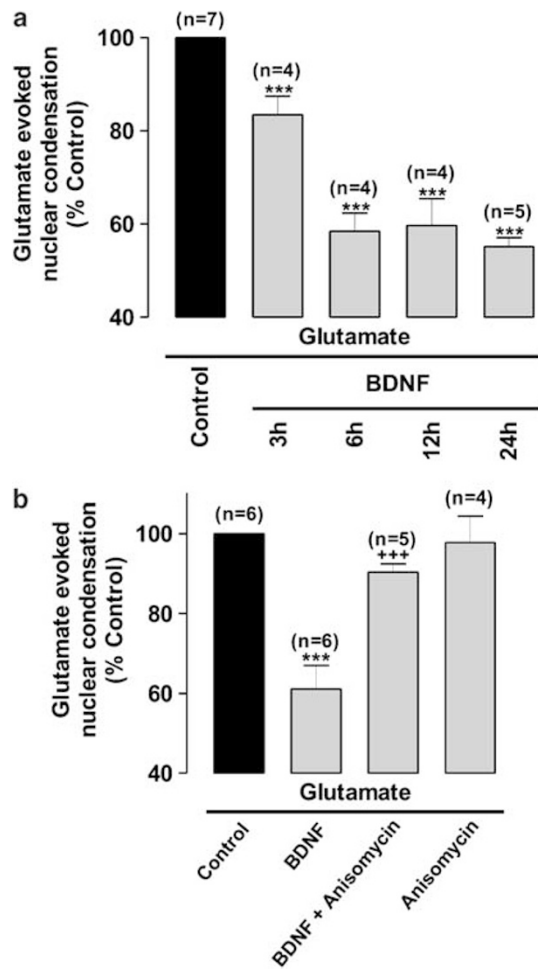 a
Glutamate evoked
nuclear condensation
(% Control)
100
80
60
40
(n=7)
(n=4)
***
(n=4)
***
(n=4)
***
(n=5)
***
Glutamate
Control
BDNF
3h
6h
12h
24h
b
Glutamate evoked
nuclear condensation
(% Control)
100
80
60
40
(n=6)
(n=6)
***
(n=5)
+++
(n=4)
Glutamate
Control
BDNF
BDNF + Anisomycin
Anisomycin